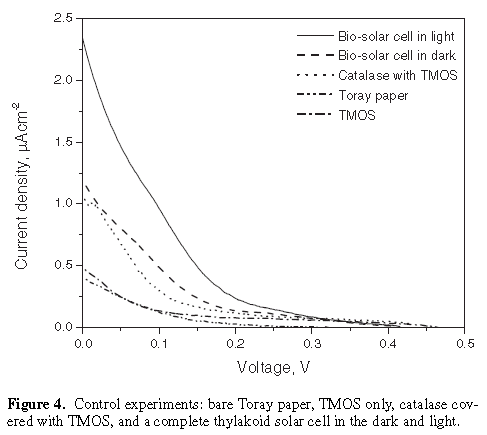 2.5
2.0
1.5
1.0
0.5
0.0
Current density, µAcm-2
Bio-solar cell in light
Bio-solar cell in dark
Catalase with TMOS
Toray paper
TMOS
0.0 0.1 0.2 0.3 0.4 0.5
Voltage, V
Figure 4. Control experiments: bare Toray paper, TMOS only, catalase cov-
ered with TMOS, and a complete thylakoid solar cell in the dark and light.